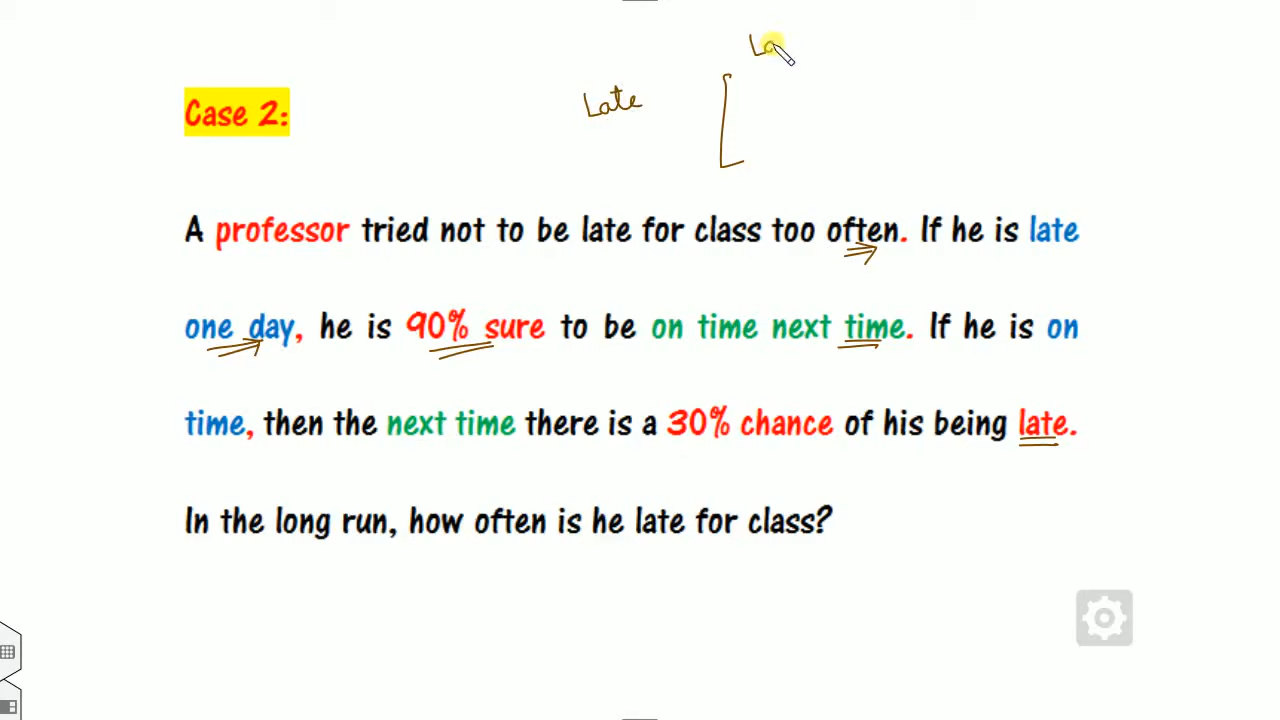 La
Late
Case 2:
A professor tried not to be late for class too often. If he is late
one day, he is 90% sure to be on time next time. If he is on
time, then the next time there is a 30% chance of his being late.
In the long run, how often is he late for class?